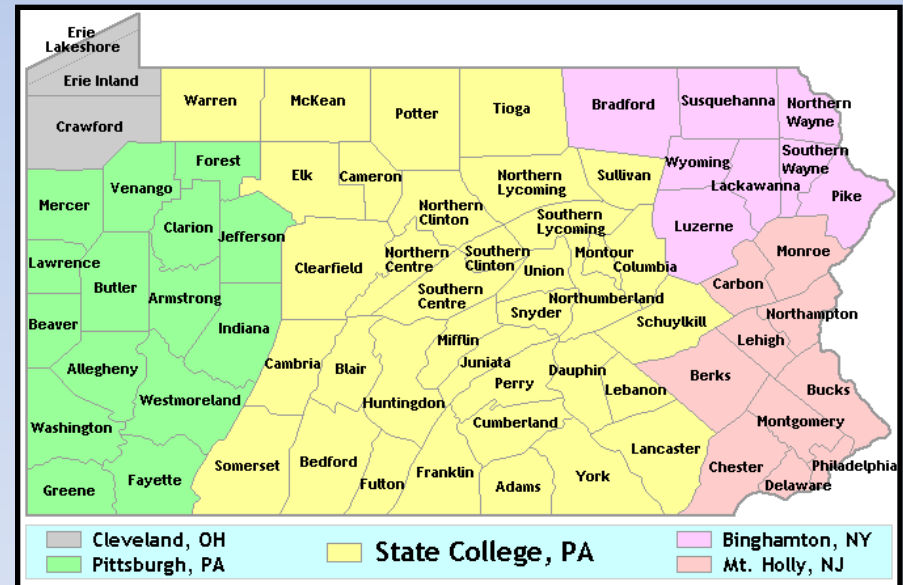 Erie
Lakeshore
Erie Inland
Crawford
Warren
McKean
Potter
Tioga
Bradford
Susquehanna
Northern
Wayne
Forest
Venango
Mercer
Elk
Cameron
Northern
Lycoming
Sullivan
Wyoming
Southern
Wayne
Lackawanna
Pike
Clarion
Jefferson
Northern
Clinton
Southern
Lycoming
Luzerne
Monroe
Lawrence
Butler
Armstrong
Clearfield
Northern
Centre
Southern
Clinton
Union
Montour
Columbia
Carbon
Southern
Centre
Northumberland
Snyder
Schuylkill
Northampton
Beaver
Indiana
Mifflin
Lehigh
Allegheny
Cambria
Blair
Juniata
Perry
Dauphin
Lebanon
Berks
Bucks
Westmoreland
Huntingdon
Cumberland
Montgomery
Washington
Lancaster
Greene
Fayette
Somerset
Bedford
Fulton
Franklin
Adams
York
Chester
Philadelphia
Delaware
Cleveland, OH
Pittsburgh, PA
State College, PA
Binghamton, NY
Mt. Holly, NJ